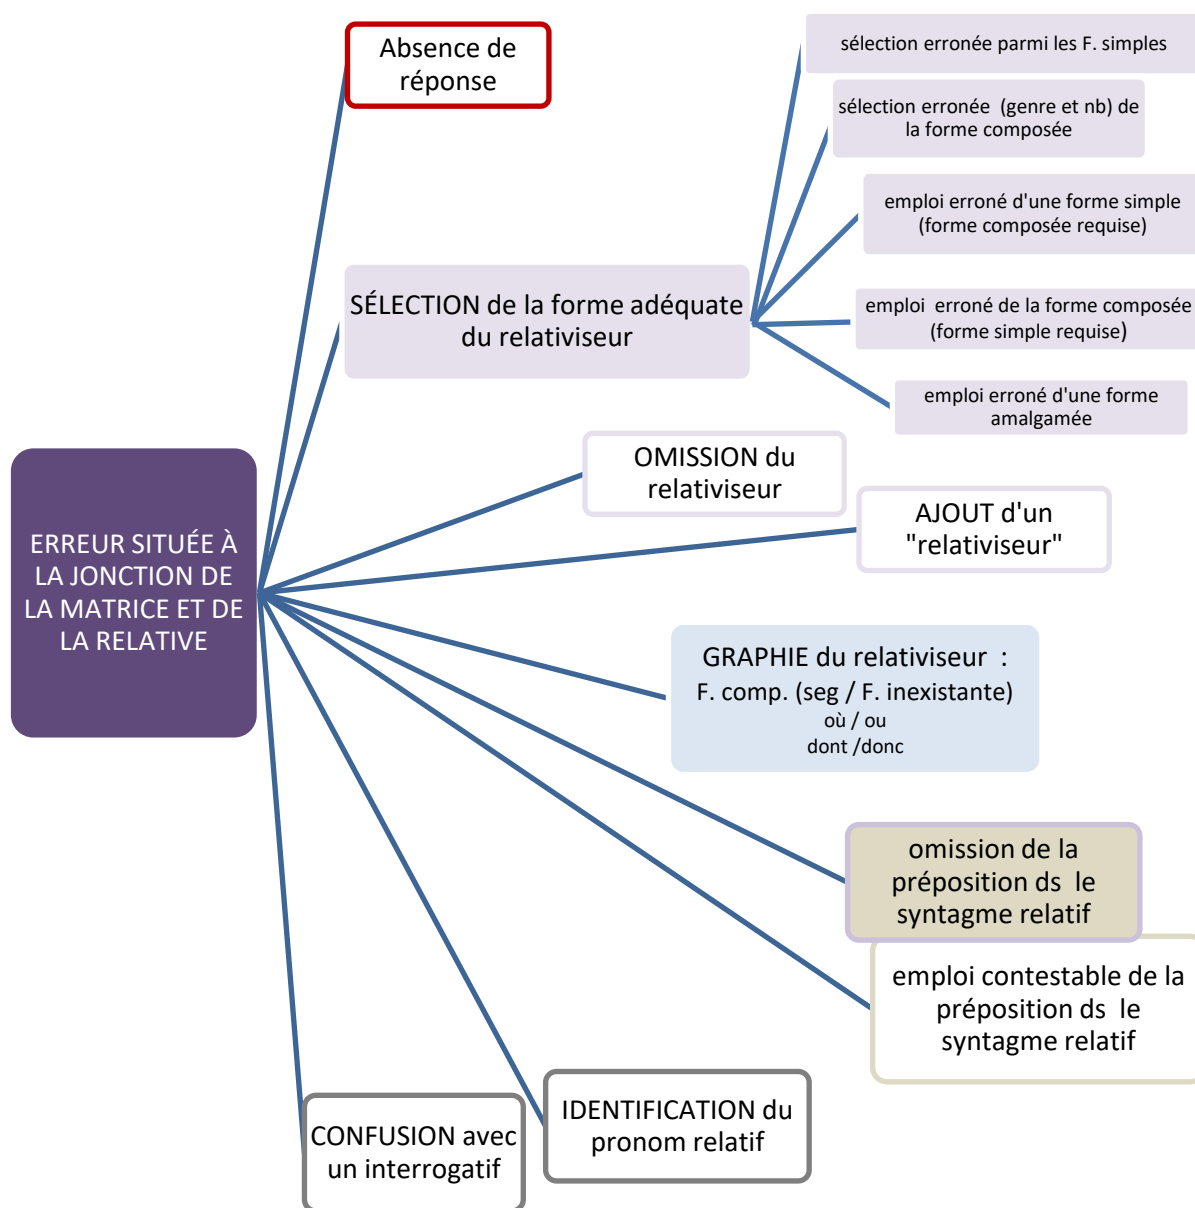 Absence de
réponse
sélection erronée parmi les F. simples
sélection erronée (genre et nb) de
la forme composée
emploi erroné d'une forme simple
(forme composée requise)
SÉLECTION de la forme adéquate
du relativiseur
emploi erroné de la forme composée
(forme simple requise)
emploi erroné d'une forme
amalgamée
OMISSION du
relativiseur
AJOUT d'un
"relativiseur"
ERREUR SITUÉE À
LA JONCTION DE
LA MATRICE ET DE
LA RELATIVE
GRAPHIE du relativiseur :
F. comp. (seg / F. inexistante)
où / ou
dont /donc
omission de la
préposition ds le
syntagme relatif
emploi contestable de la
préposition ds le
syntagme relatif
IDENTIFICATION du
pronom relatif
CONFUSION avec
un interrogatif